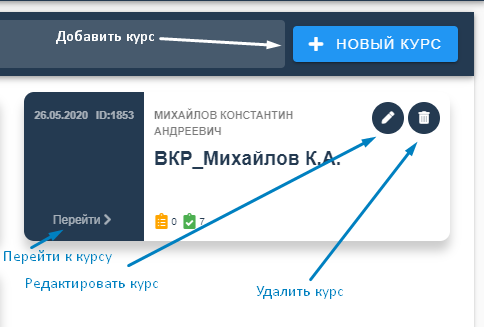 Добавить курс
НОВЫЙ КУРС
26.05.2020 ID:1853
МИХАЙЛОВ КОНСТАНТИН
АНДРЕЕВИЧ
ВКР_Михайлов К.А.
Перейти
0 7
Перейти к курсу
Редактировать курс
Удалить курс